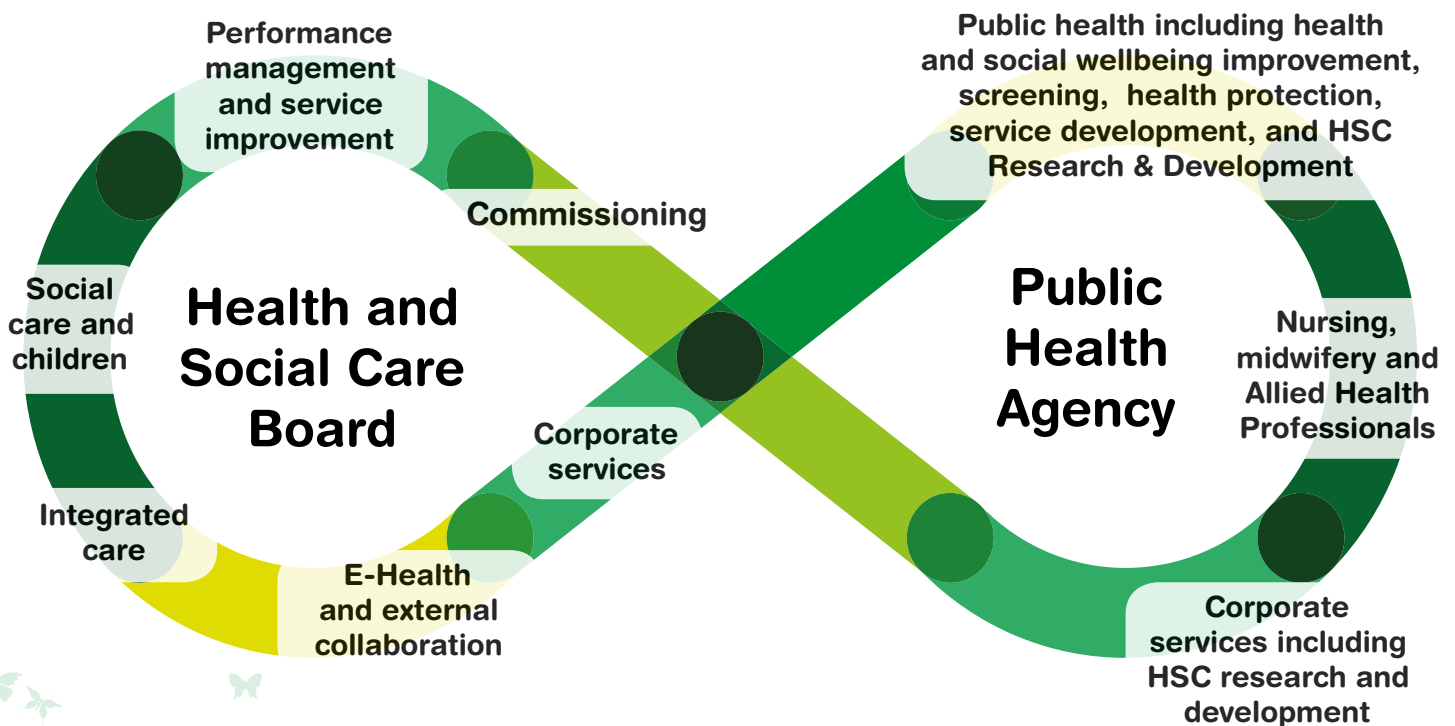 Performance
management
and service
improvement
Commissioning
Social
care and
children
Health and
Social Care
Board
Integrated
care
E-Health
and external
collaboration
Corporate
services
Public health including health
and social wellbeing improvement,
screening, health protection,
service development, and HSC
Research & Development
Public
Health
Agency
Nursing,
midwifery and
Allied Health
Professionals
Corporate
services including
HSC research and
development